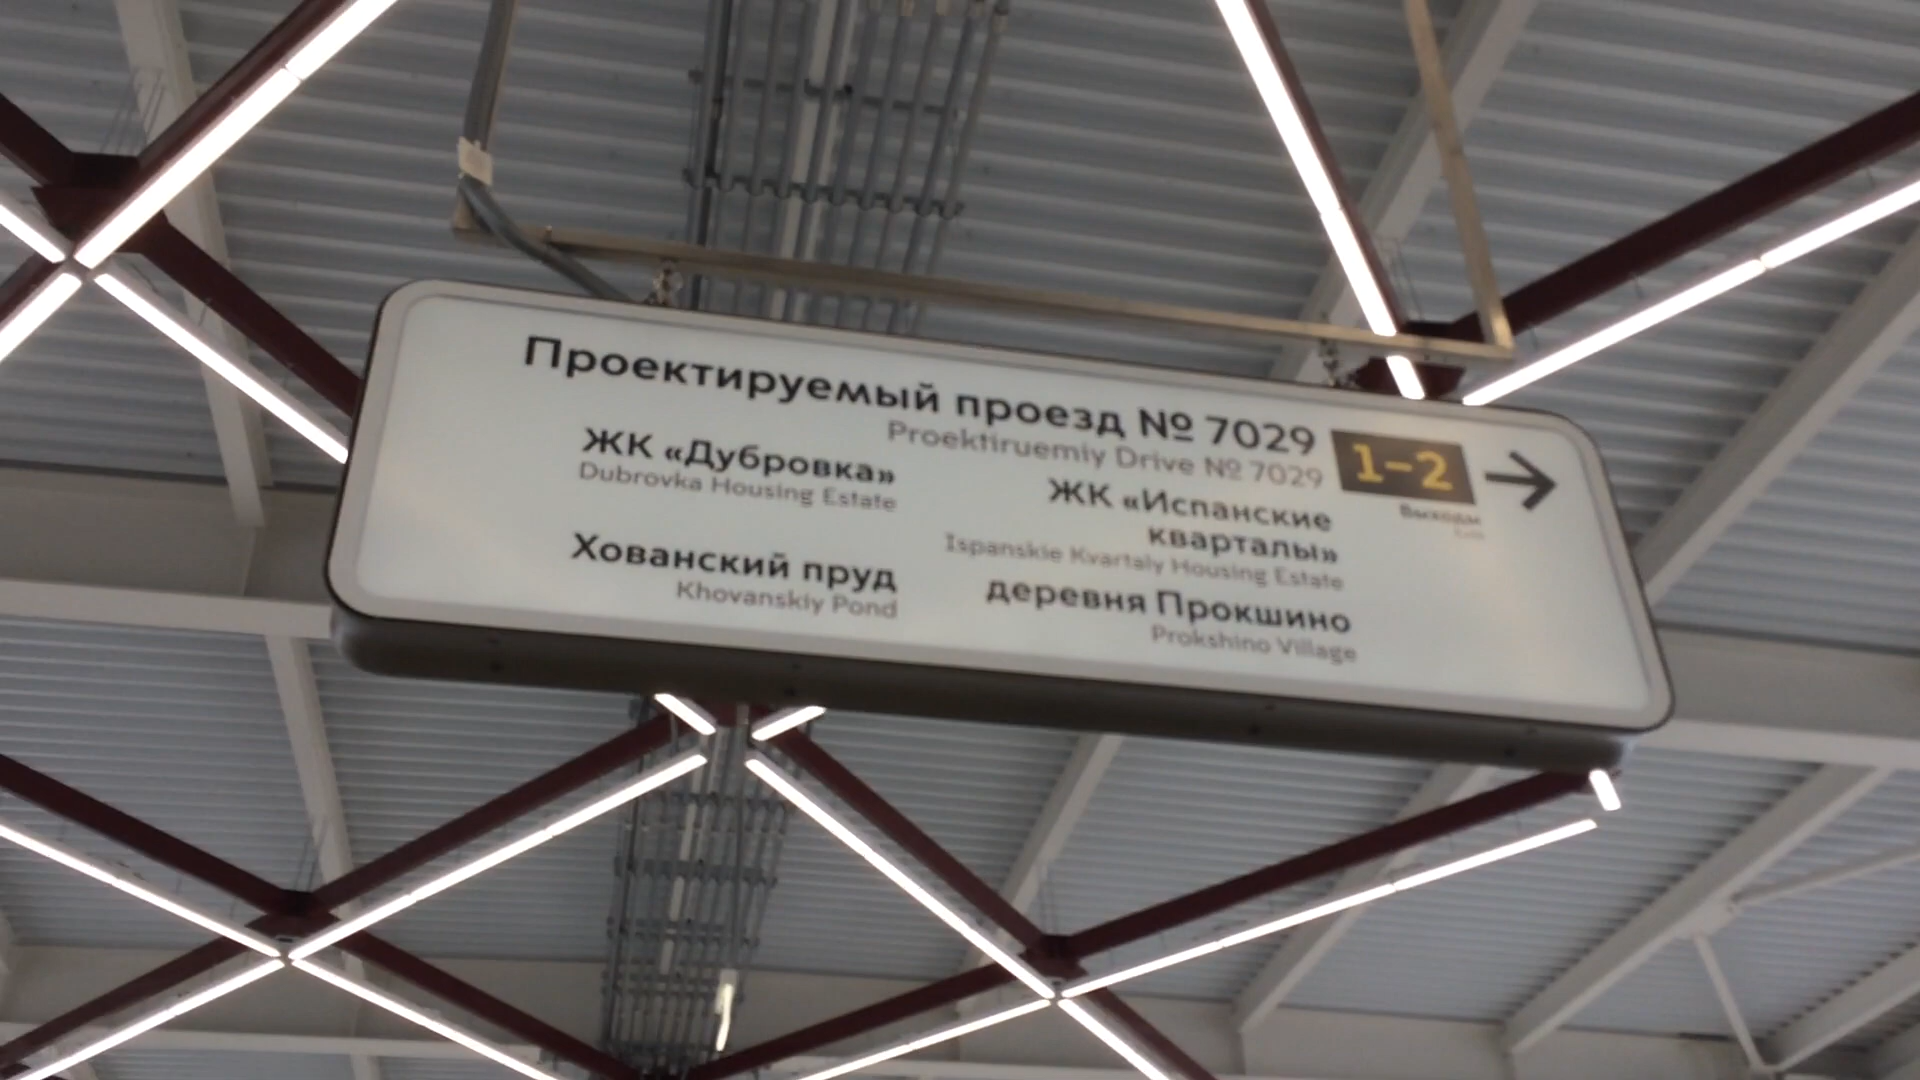 Проектируемый проезд № 7029
Proektiruemiy Drive № 7029
1-2
Выходы
ЖК «Дубровка»
Dubrovka Housing Estate
Хованский пруд
Khovanskiy Pond
ЖК «Испанские
кварталы»
Ispanskie Kvartaly Housing Estate
деревня Прокшино
Prokshino Village